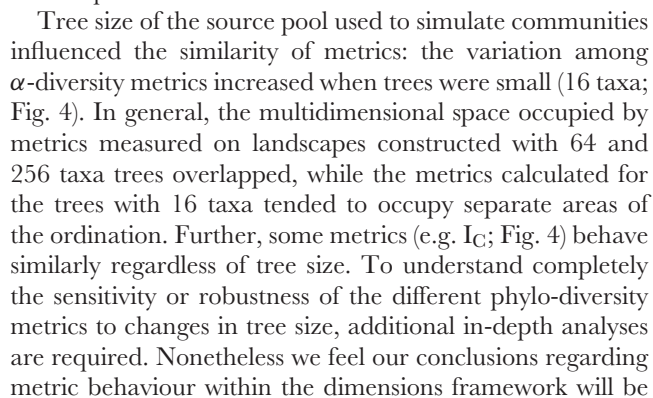 Tree size of the source pool used to simulate communities
influenced the similarity of metrics: the variation among
α-diversity metrics increased when trees were small (16 taxa;
Fig. 4). In general, the multidimensional space occupied by
metrics measured on landscapes constructed with 64 and
256 taxa trees overlapped, while the metrics calculated for
the trees with 16 taxa tended to occupy separate areas of
the ordination. Further, some metrics (e.g. I_C; Fig. 4) behave
similarly regardless of tree size. To understand completely
the sensitivity or robustness of the different phylo-diversity
metrics to changes in tree size, additional in-depth analyses
are required. Nonetheless we feel our conclusions regarding
metric behaviour within the dimensions framework will be